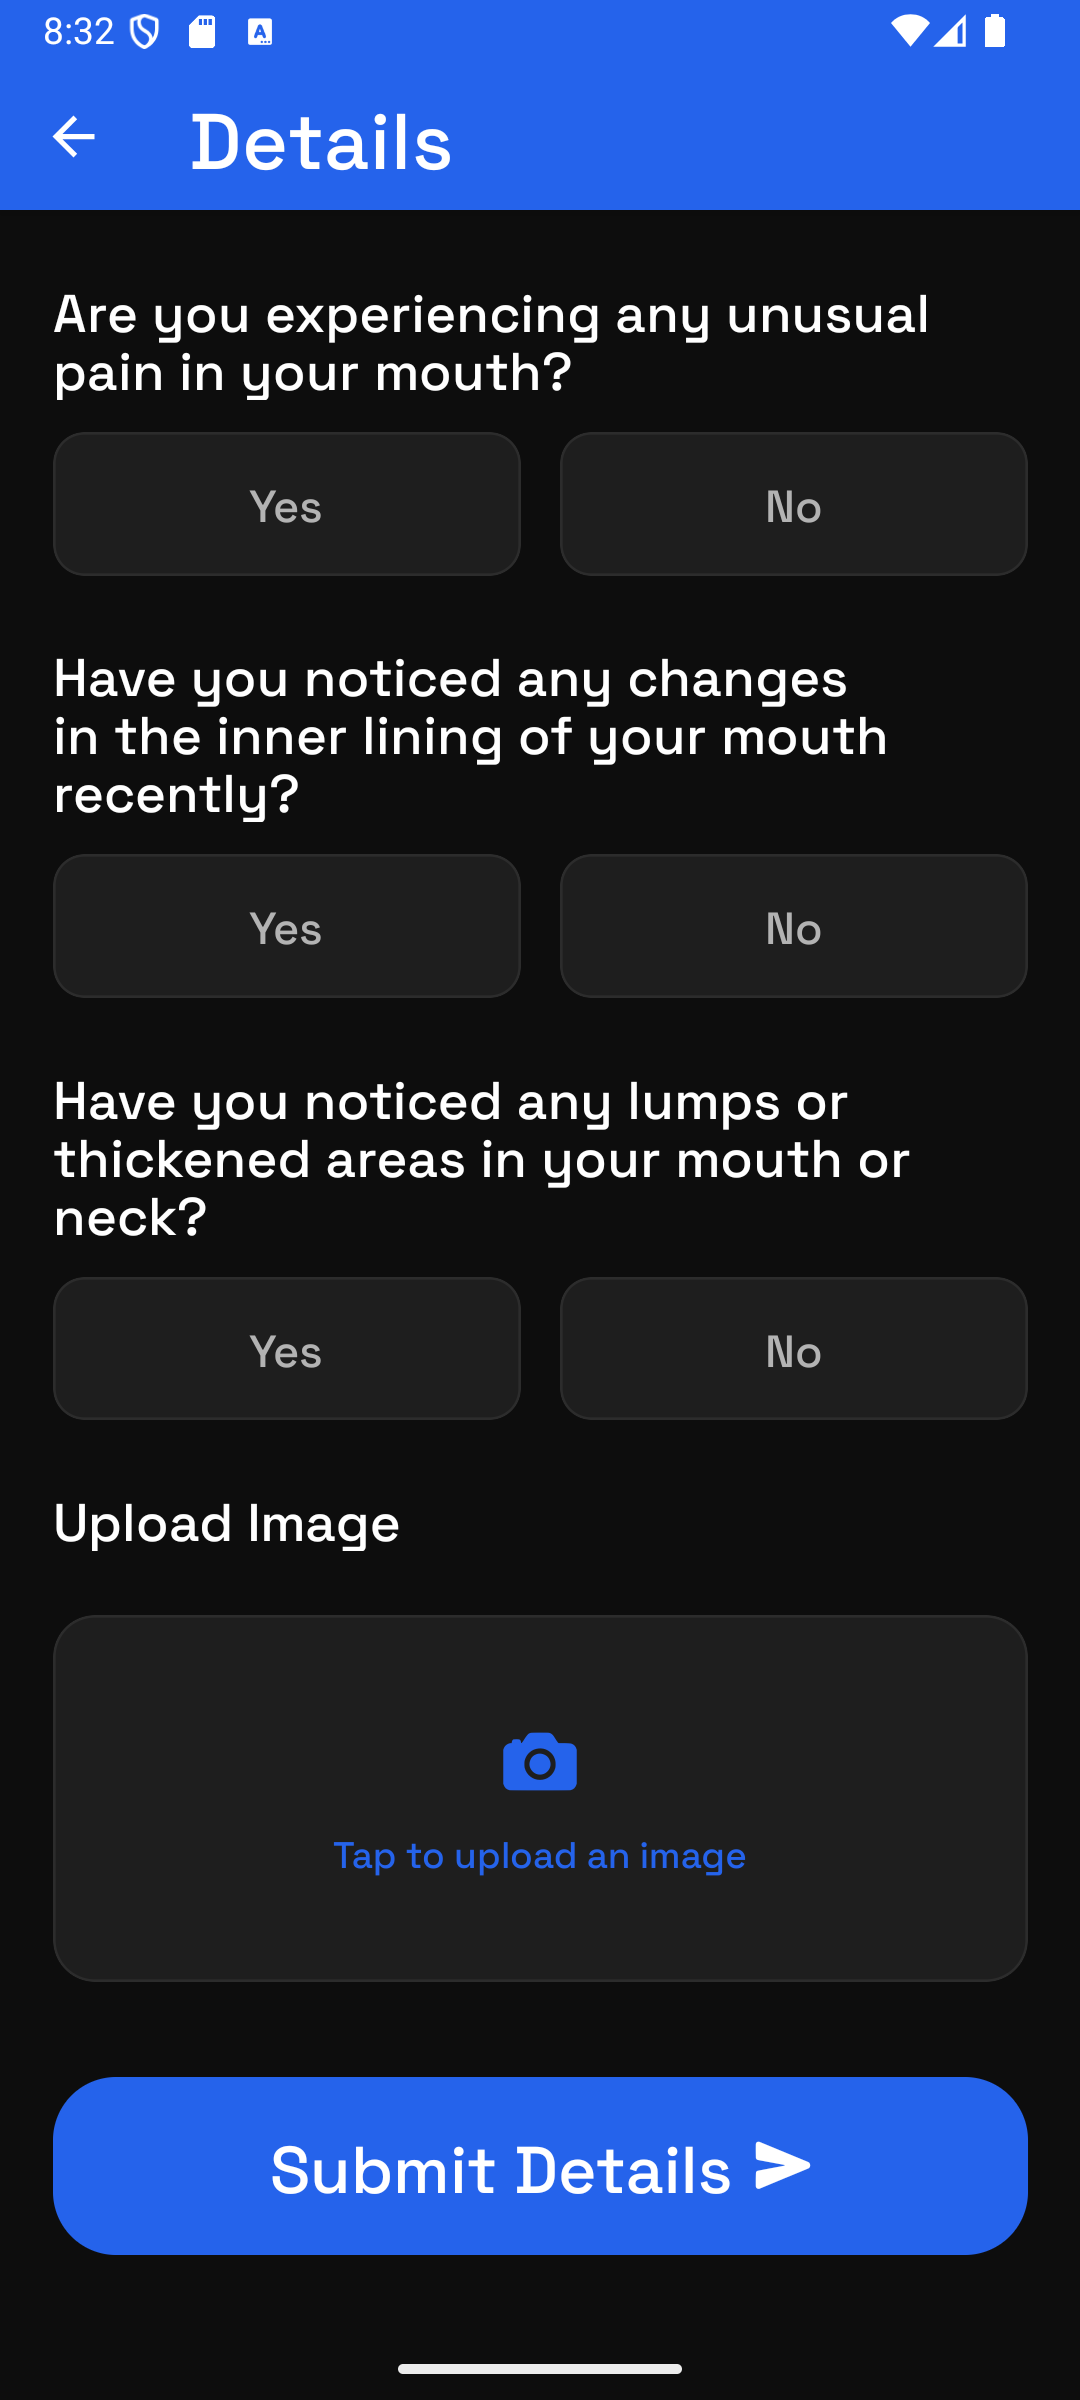 8:32
Details
Are you experiencing any unusual
pain in your mouth?
Yes No
Have you noticed any changes
in the inner lining of your mouth
recently?
Yes No
Have you noticed any lumps or
thickened areas in your mouth or
neck?
Yes No
Upload Image
Tap to upload an image
Submit Details